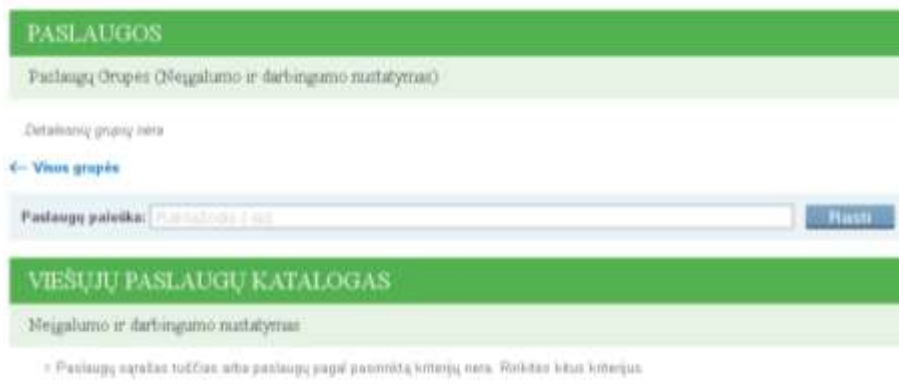 PASLAUGOS
Paslaugų Grupės (Neįgalumo ir darbingumo nustatymas)
Detalesnių grupių nėra
<-- Visos grupės
Paslaugų paieška:
Rasti
VIEŠŲJŲ PASLAUGŲ KATALOGAS
Neįgalumo ir darbingumo nustatymas
Paslaugų sąrašas tuščias arba paslaugų pagal pasirinktą kriterijų nėra. Rinkitės kitus kriterijus.